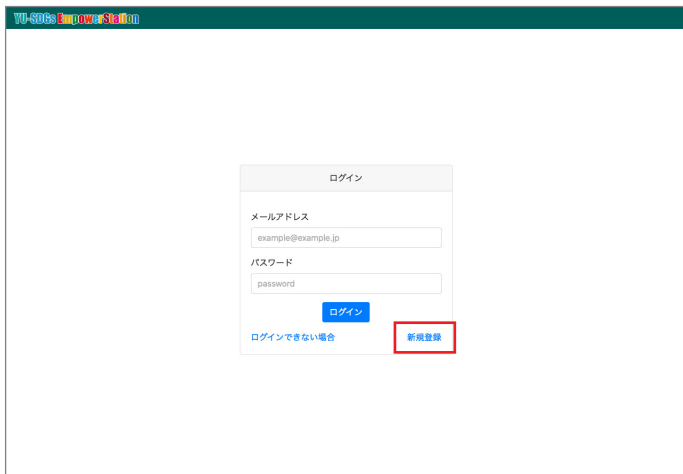 YU-SDGs EmpowerStation
ログイン
メールアドレス
example@example.jp
パスワード
password
ログイン
ログインできない場合
新規登録